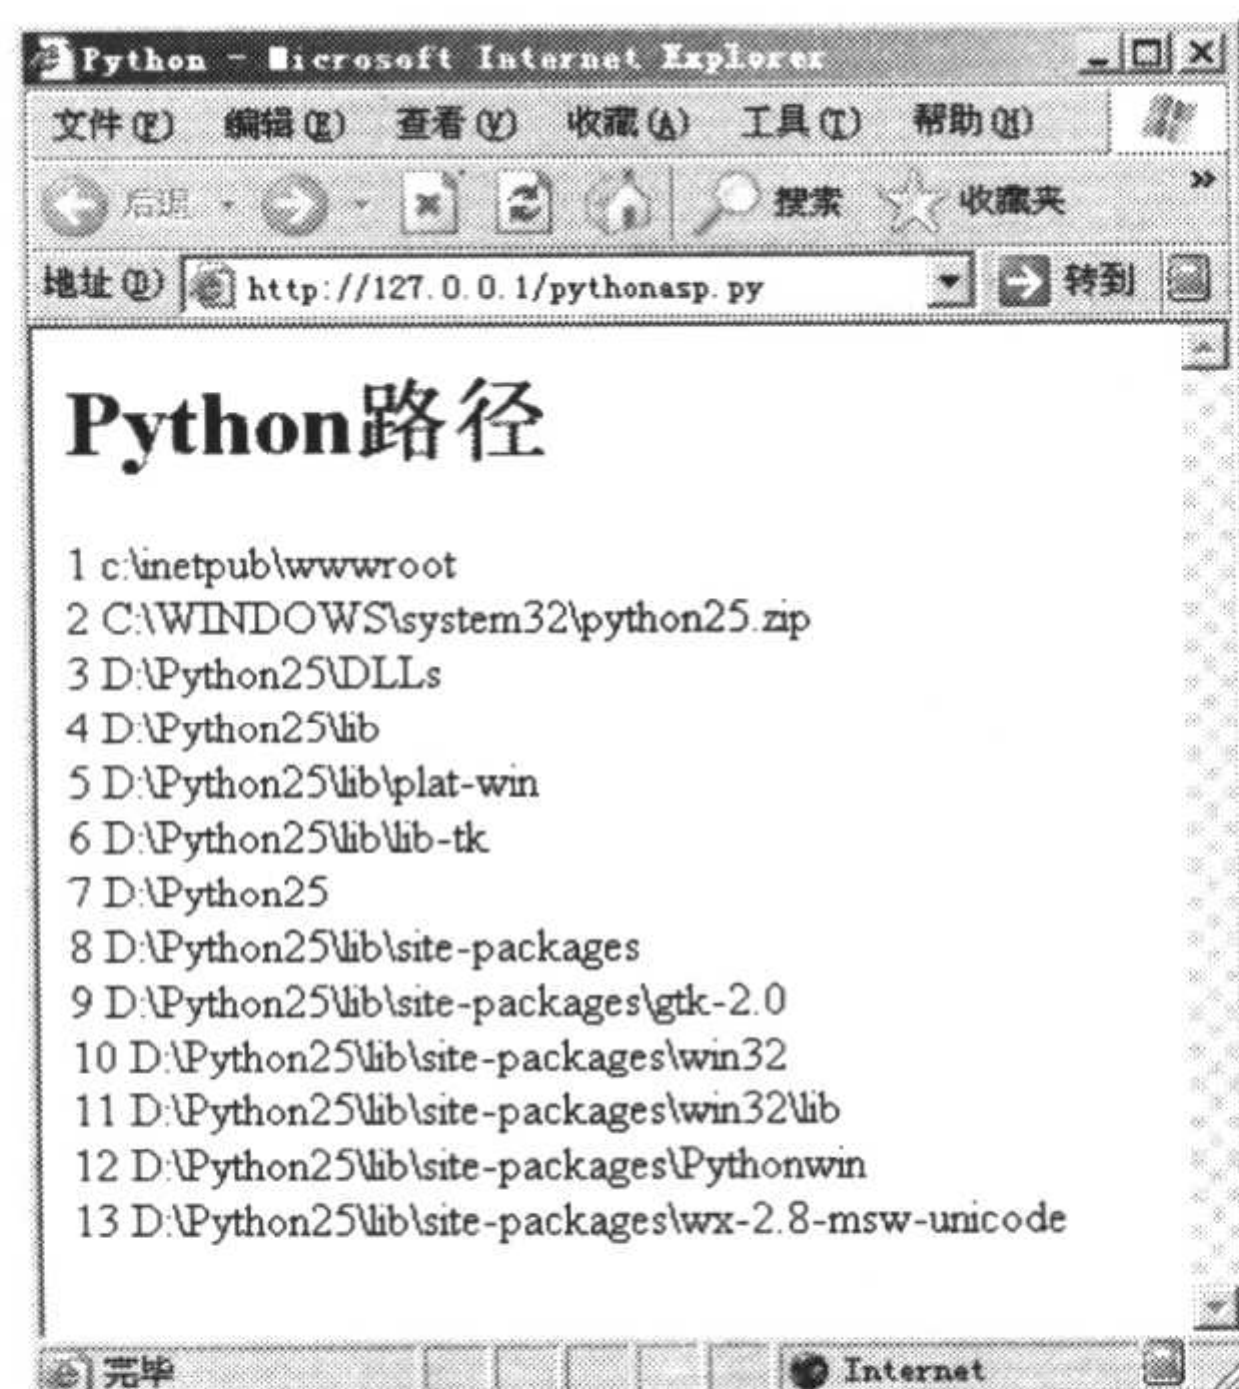 Python - Microsoft Internet Explorer
文件(F) 编辑(E) 查看(V) 收藏(A) 工具(T) 帮助(H)
后退 搜索 收藏夹 »
地址(D) http://127.0.0.1/pythonasp.py 转到
Python路径
1 c:\inetpub\wwwroot
2 C:\WINDOWS\system32\python25.zip
3 D:\Python25\DLLs
4 D:\Python25\lib
5 D:\Python25\lib\plat-win
6 D:\Python25\lib\lib-tk
7 D:\Python25
8 D:\Python25\lib\site-packages
9 D:\Python25\lib\site-packages\gtk-2.0
10 D:\Python25\lib\site-packages\win32
11 D:\Python25\lib\site-packages\win32\lib
12 D:\Python25\lib\site-packages\Pythonwin
13 D:\Python25\lib\site-packages\wx-2.8-msw-unicode
完毕 Internet